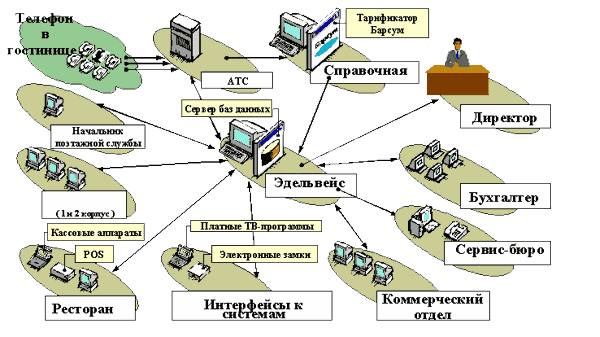 Телефон
в
гостинице
Тарификатор
Барсум
Справочная
АТС
Директор
Сервер баз данных
Начальник
поэтажной службы
Эдельвейс
Бухгалтер
( 1 и 2 корпус )
Кассовые аппараты
POS
Ресторан
Платные ТВ-программы
Электронные замки
Интерфейсы к
системам
Коммерческий
отдел
Сервис-бюро